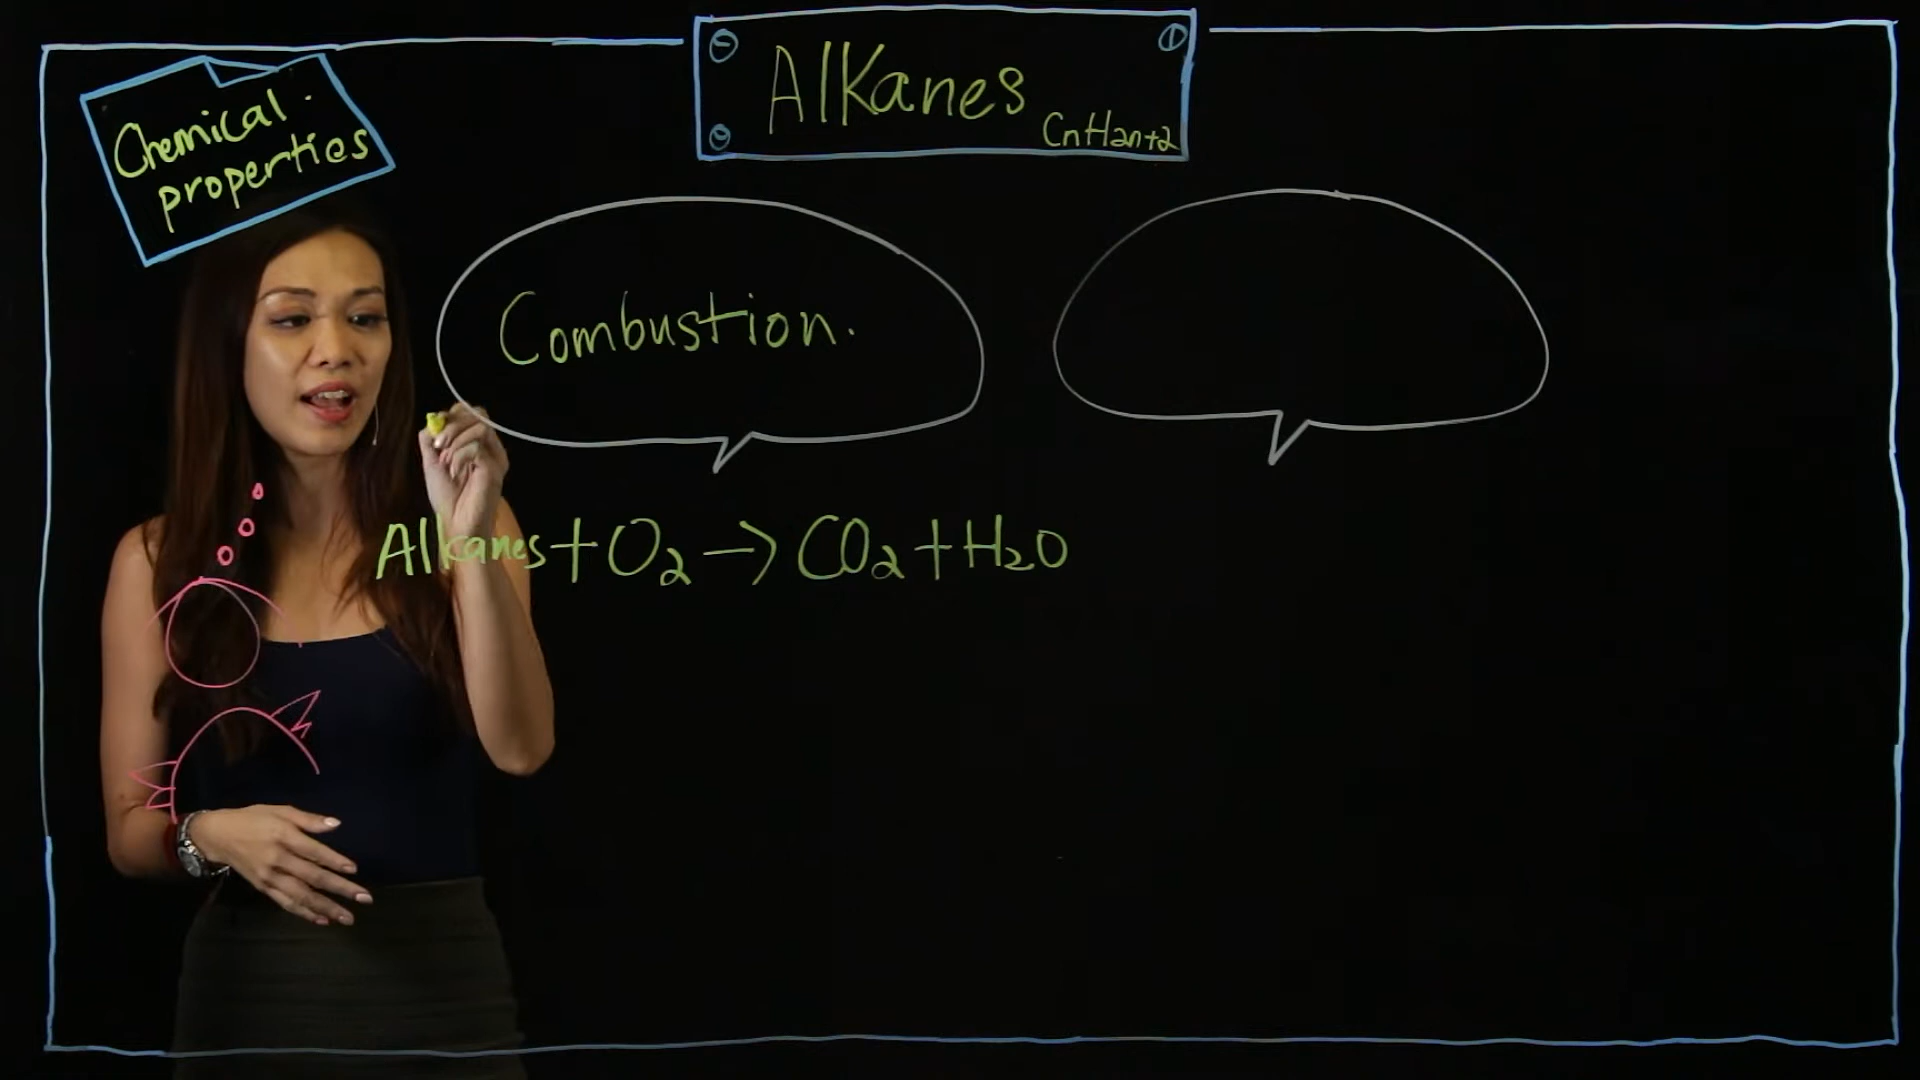 Alkanes
CnH2n+2
Chemical.
properties
Combustion.
Alkanes + O2 → CO2 + H2O